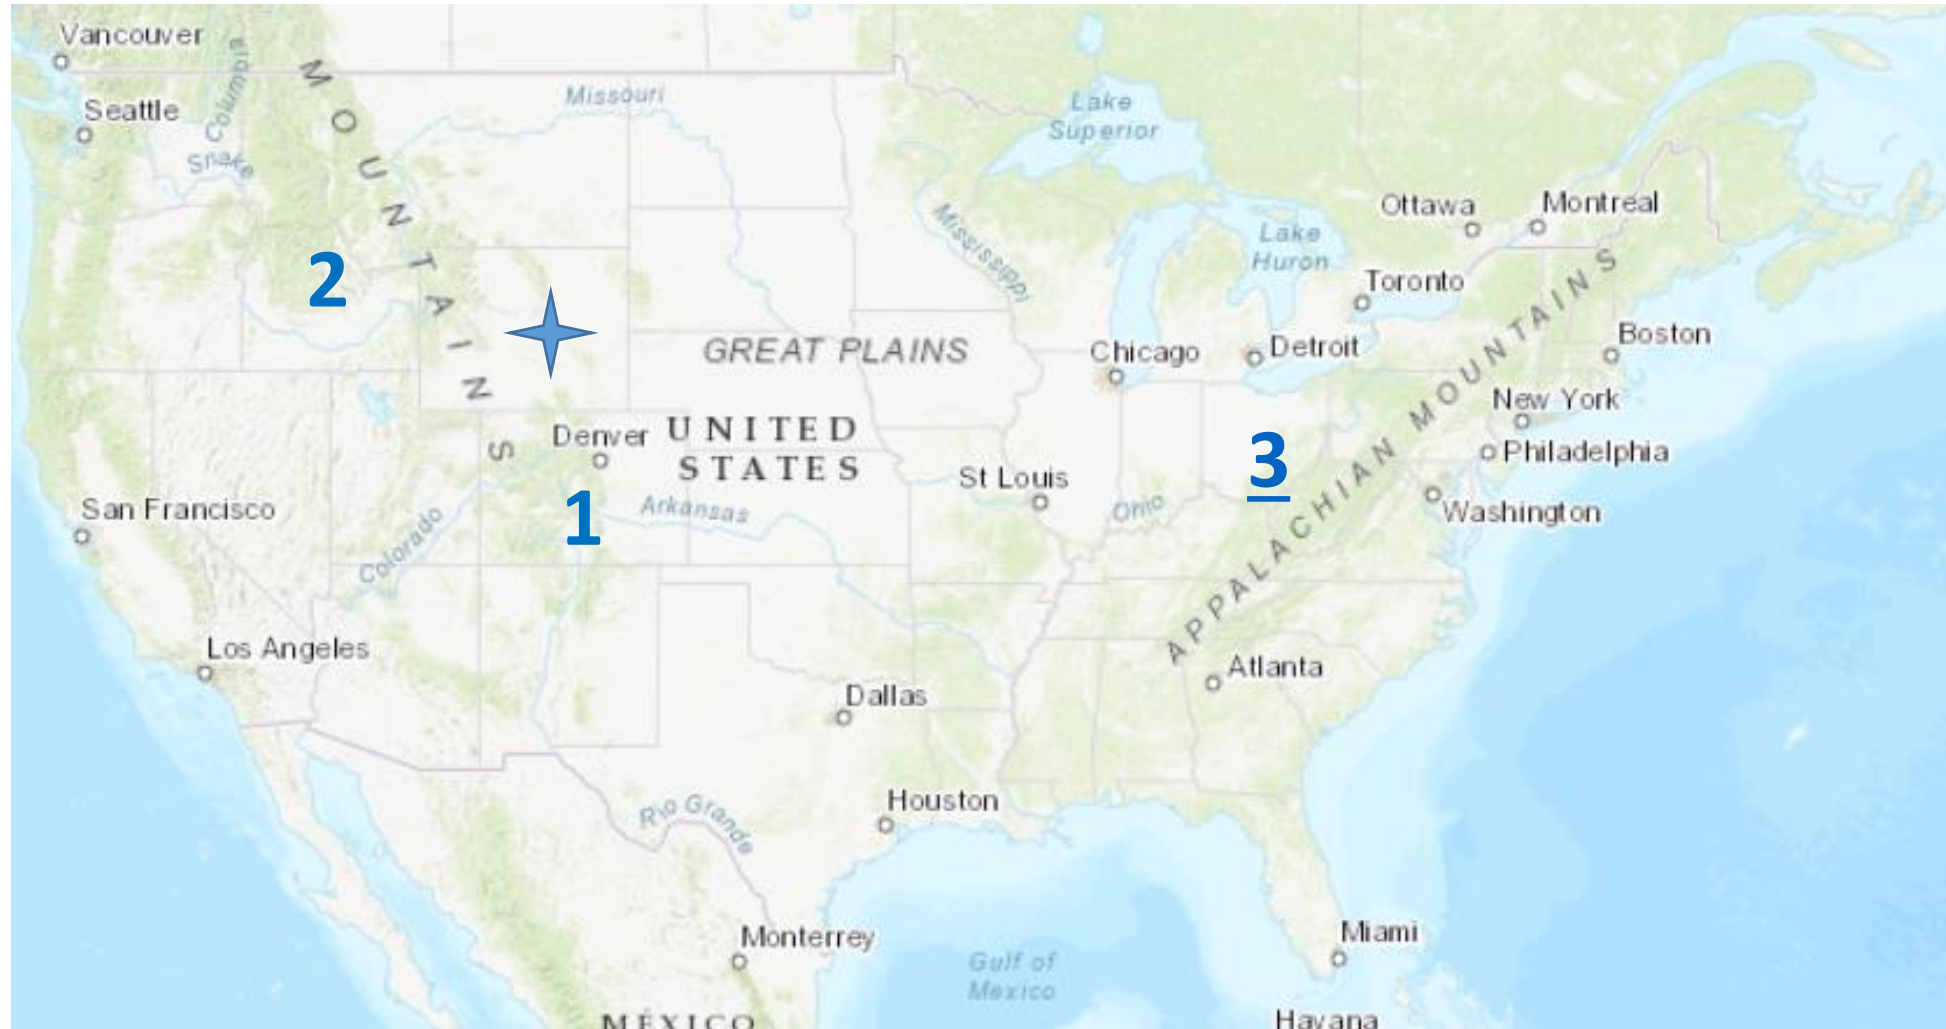 Vancouver
Seattle
Columbia
Snake
MOUNTAINS
Missouri
Lake
Superior
Mississippi
Ottawa
Montreal
Lake
Huron
Toronto
2
GREAT PLAINS
Chicago
Detroit
Boston
New York
Philadelphia
Washington
APPALACHIAN MOUNTAINS
Denver
UNITED
STATES
3
St Louis
Ohio
San Francisco
Colorado
1
Arkansas
Los Angeles
Atlanta
Dallas
Houston
Rio Grande
Monterrey
Gulf of
Mexico
Miami
MÉXICO
Havana